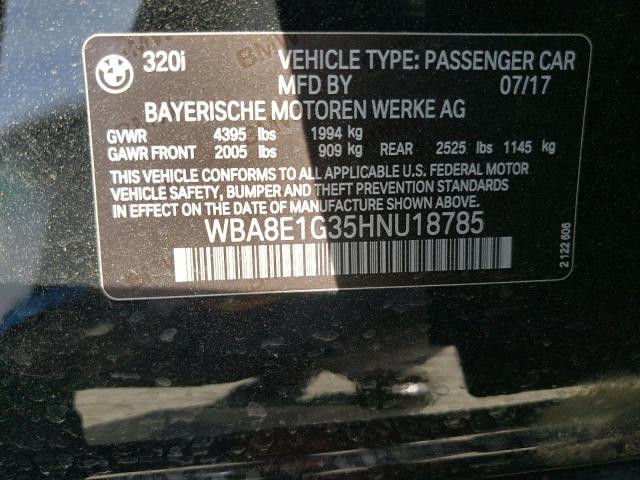 320i VEHICLE TYPE: PASSENGER CAR
MFD BY 07/17
BAYERISCHE MOTOREN WERKE AG
GVWR 4395 lbs 1994 kg
GAWR FRONT 2005 lbs 909 kg REAR 2525 lbs 1145 kg
THIS VEHICLE CONFORMS TO ALL APPLICABLE U.S. FEDERAL MOTOR
VEHICLE SAFETY, BUMPER AND THEFT PREVENTION STANDARDS
IN EFFECT ON THE DATE OF MANUFACTURE SHOWN ABOVE.
WBA8E1G35HNU18785
2 122 606